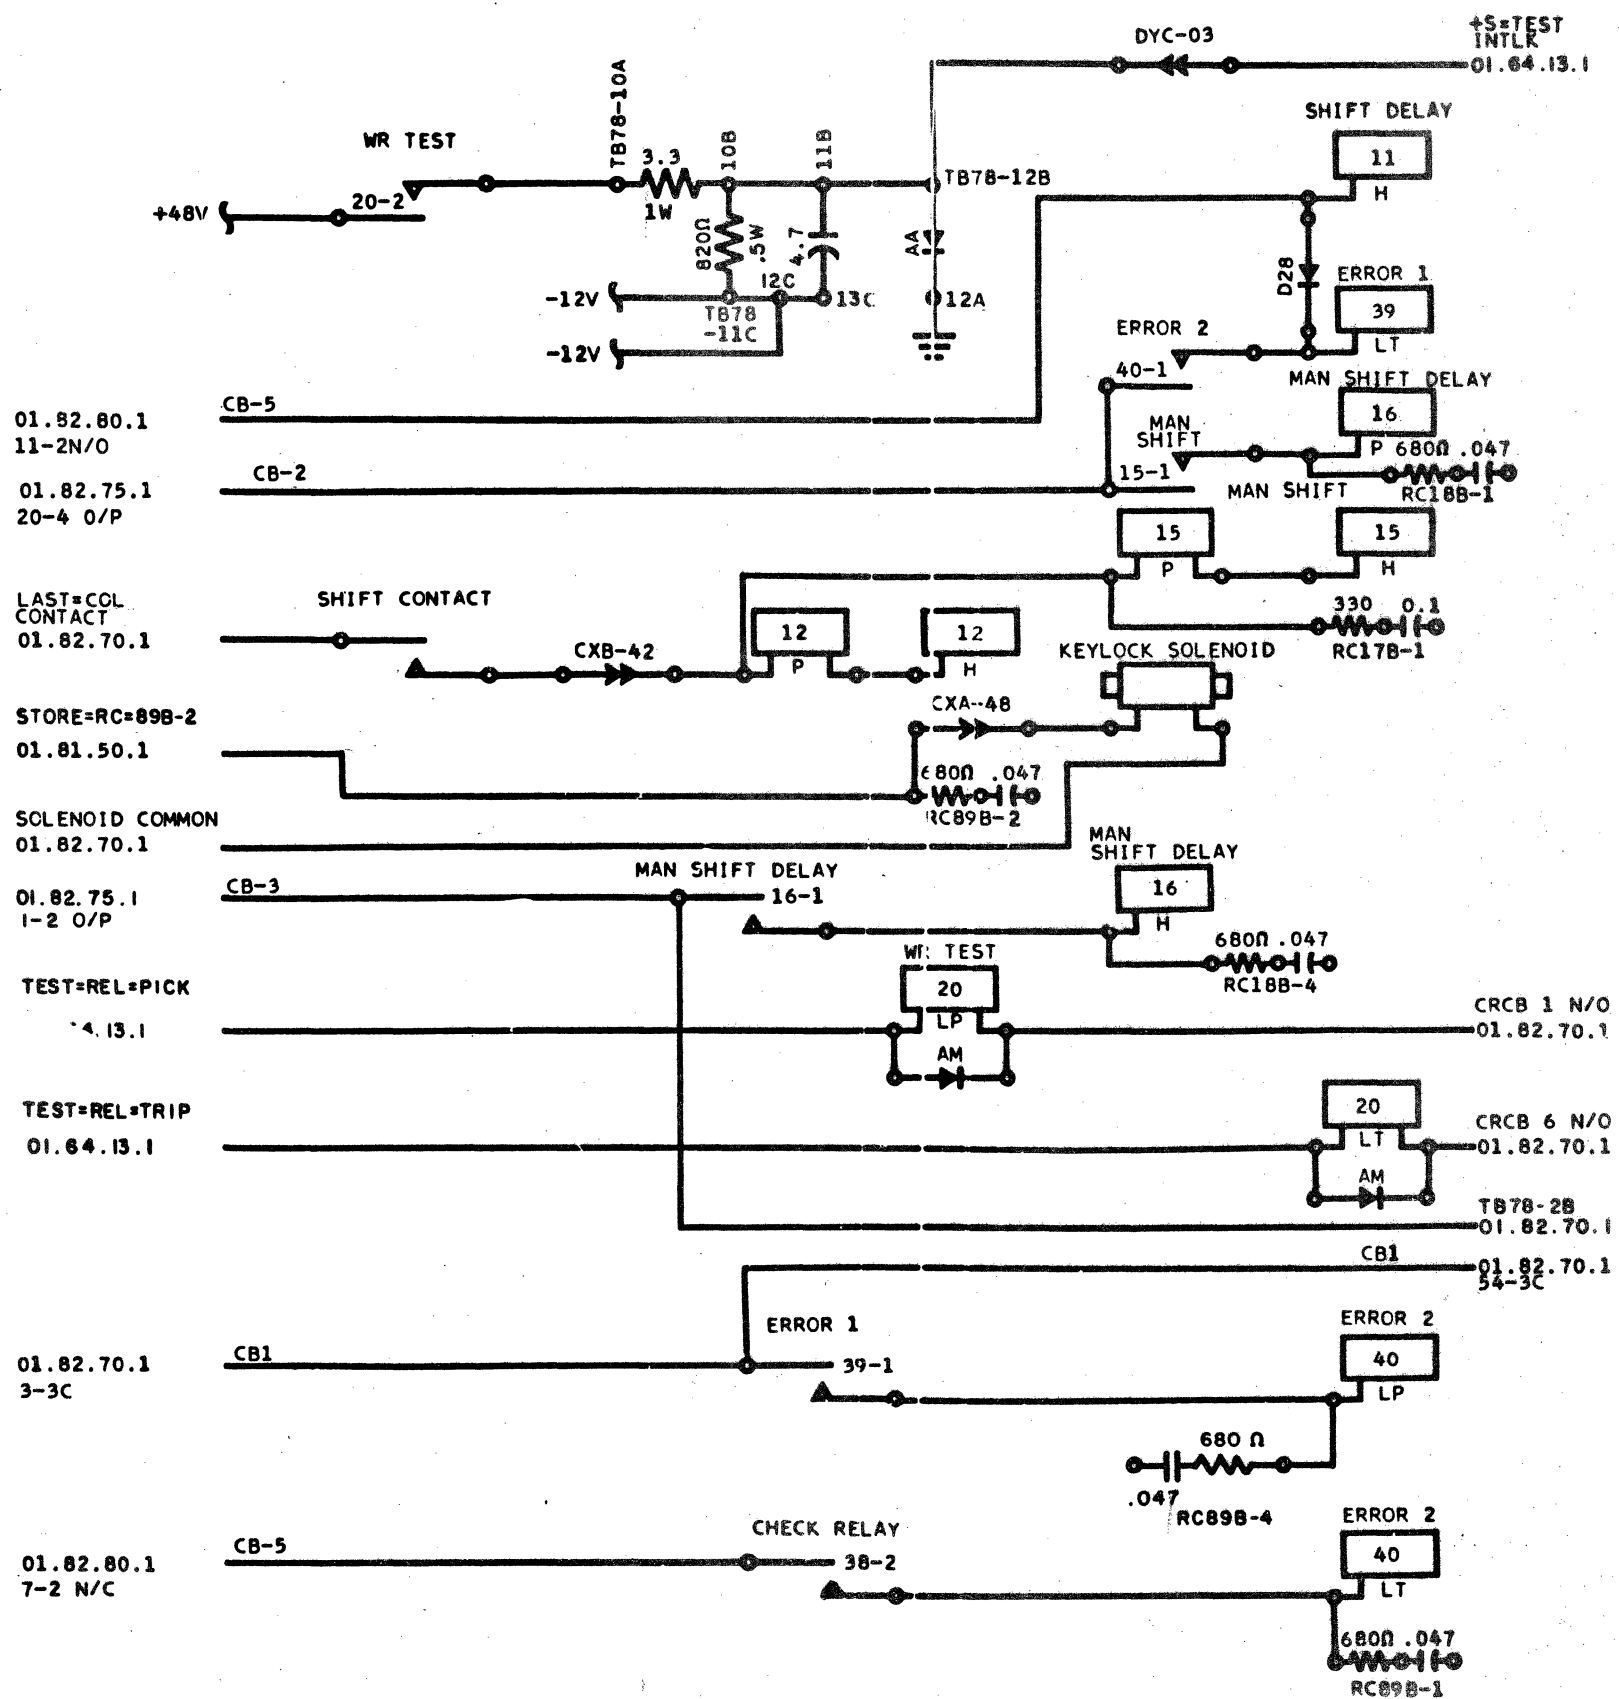 +S=TEST
INTLK
01.64.13.1
DYC-03
SHIFT DELAY
11
H
TB78-10A
WR TEST
3.3
1W
10B
11B
TB78-12B
20-2
+48V
820Ω
.5W
4.7
AA
12C
-12V
13C
12A
TB78
-11C
-12V
D28
ERROR 1
39
LT
ERROR 2
40-1
MAN SHIFT DELAY
16
P
680Ω .047
RC18B-1
MAN
SHIFT
15-1
01.82.80.1
11-2N/O
CB-5
01.82.75.1
20-4 O/P
CB-2
MAN SHIFT
15
P
15
H
330 0.1
RC17B-1
LAST=COL
CONTACT
01.82.70.1
SHIFT CONTACT
CXB-42
12
P
12
H
KEYLOCK SOLENOID
CXA-48
STORE=RC=89B-2
01.81.50.1
680Ω .047
RC89B-2
SOLENOID COMMON
01.82.70.1
MAN
SHIFT DELAY
16
H
MAN SHIFT DELAY
16-1
01.82.75.1
1-2 O/P
CB-3
680Ω .047
RC18B-4
WR TEST
20
LP
AM
TEST=REL=PICK
4.13.1
CRCB 1 N/O
01.82.70.1
TEST=REL=TRIP
01.64.13.1
20
LT
AM
CRCB 6 N/O
01.82.70.1
TB78-2B
01.82.70.1
CB1
01.82.70.1
54-3C
ERROR 1
39-1
01.82.70.1
3-3C
CB1
ERROR 2
40
LP
680 Ω
.047
RC89B-4
CHECK RELAY
38-2
01.82.80.1
7-2 N/C
CB-5
ERROR 2
40
LT
680Ω .047
RC89B-1